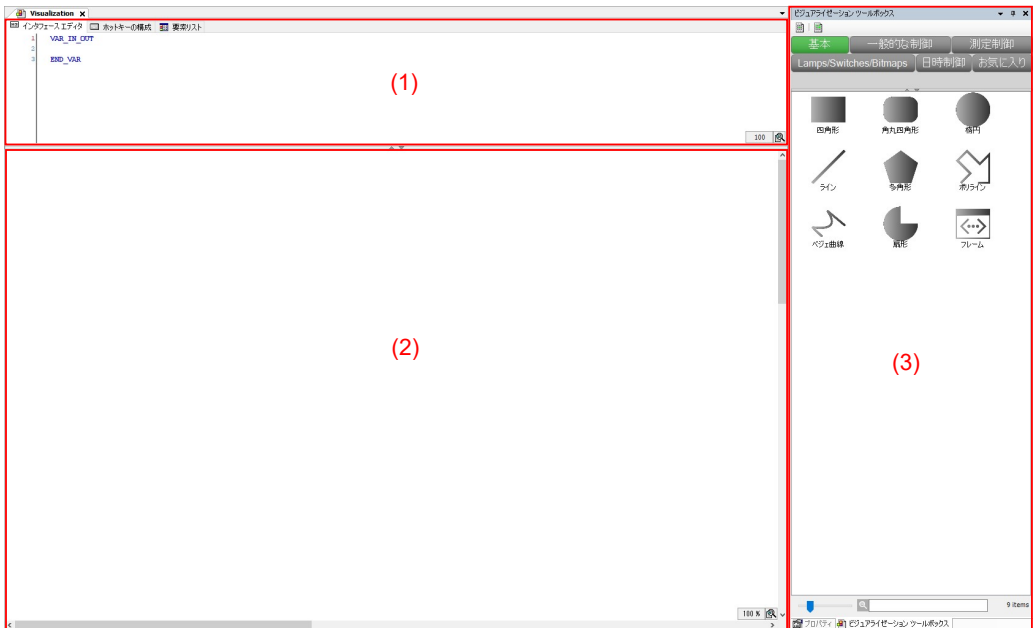 Visualization
インタフェース エディタ ホットキーの構成 要素リスト
1 VAR_IN_OUT
2
3 END_VAR
(1)
100
(2)
100 %
ビジュアライゼーション ツールボックス
基本 一般的な制御 測定制御
Lamps/Switches/Bitmaps 日時制御 お気に入り
四角形 角丸四角形 楕円
ライン 多角形 ポリライン
ベジェ曲線 扇形 フレーム
(3)
9 items
プロパティ ビジュアライゼーション ツールボックス